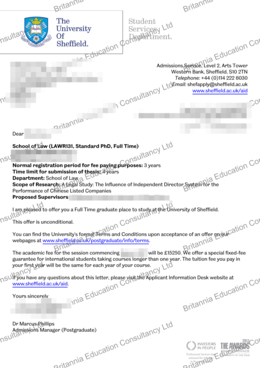 The
University
Of
Sheffield.
Student
Services
Department.
Admissions Service, Level 2, Arts Tower
Western Bank, Sheffield, S10 2TN
Telephone: +44 (0)114 222 8030
Email: shefapply@sheffield.ac.uk
www.sheffield.ac.uk/aid
Dear
School of Law (LAWR131, Standard PhD, Full Time)
Normal registration period for fee paying purposes: 3 years
Time limit for submission of thesis: 4 years
Department: School of Law
Scope of Research: A Legal Study: The Influence of Independent Director System for the
Performance of Chinese Listed Companies
Proposed Supervisors
I am pleased to offer you a Full Time graduate place to study at the University of Sheffield.
This offer is unconditional.
You can find the University's formal Terms and Conditions upon acceptance of an offer on our
webpages at www.sheffield.ac.uk/postgraduate/info/terms.
The academic fee for the session commencing will be £16250. We offer a special fixed-fee
guarantee for international students taking courses longer than one year. The tuition fee you pay in
your first year will be the same for each year of your course.
If you have any questions about this letter, please visit the Applicant Information Desk website at
www.sheffield.ac.uk/aid.
Yours sincerely
Dr Marcus Phillips
Admissions Manager (Postgraduate)
INVESTORS
IN PEOPLE
THE AWARDS
Britannia Education Consultancy Ltd